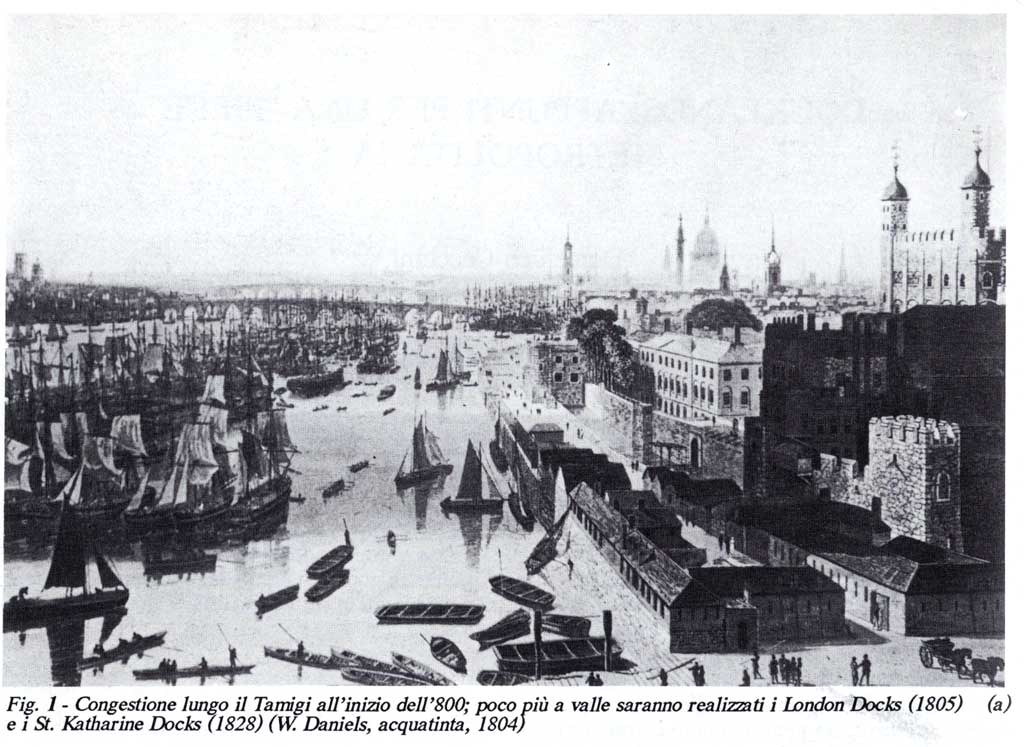 Fig. 1 - Congestione lungo il Tamigi all'inizio dell'800; poco più a valle saranno realizzati i London Docks (1805) (a)
e i St. Katharine Docks (1828) (W. Daniels, acquatinta, 1804)